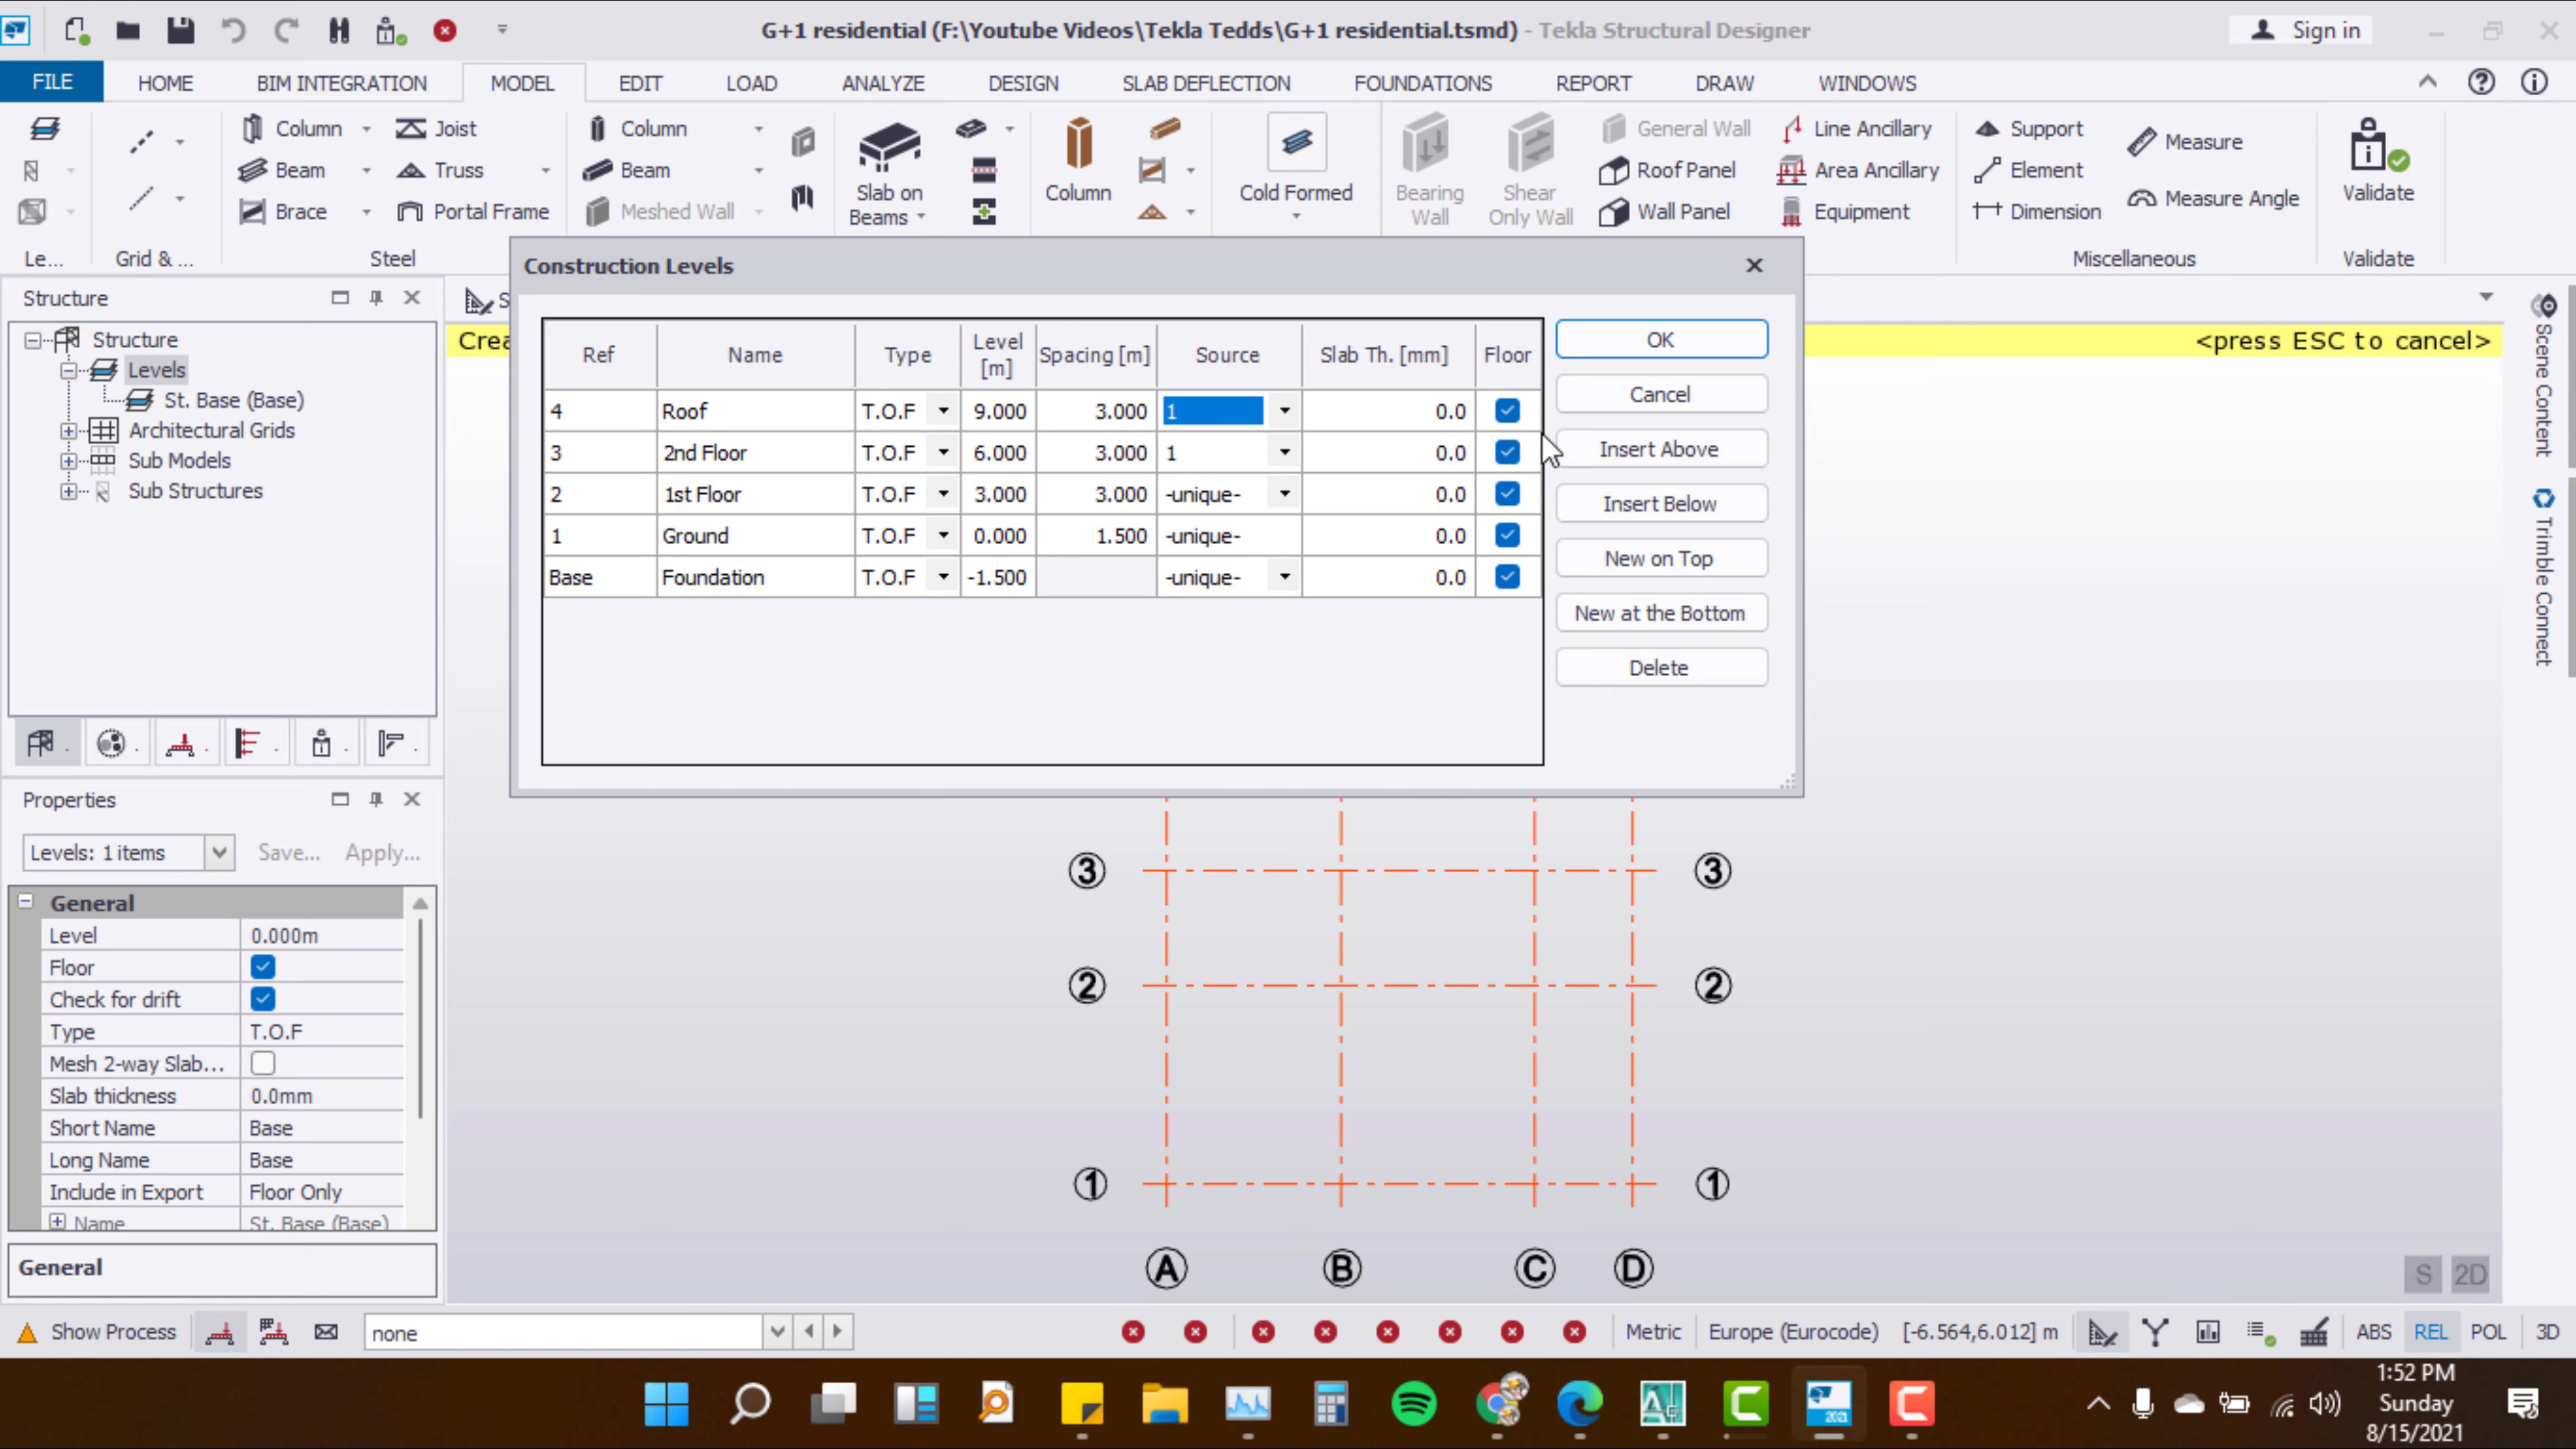 G+1 residential (F:\Youtube Videos\Tekla Tedds\G+1 residential.tsmd) - Tekla Structural Designer
Sign in
FILE HOME BIM INTEGRATION MODEL EDIT LOAD ANALYZE DESIGN SLAB DEFLECTION FOUNDATIONS REPORT DRAW WINDOWS
Column Joist Column General Wall Line Ancillary Support
Measure
Beam Truss Beam Roof Panel Area Ancillary Element
Slab on Beams Column Cold Formed Bearing Wall Shear Only Wall Validate
Measure Angle
Brace Portal Frame Meshed Wall Wall Panel Equipment Dimension
Le... Grid & ... Steel Miscellaneous Validate
Construction Levels
Structure
S
Crea
<press ESC to cancel>
Structure
Levels
St. Base (Base)
Architectural Grids
Sub Models
Sub Structures
Ref Name Type Level [m] Spacing [m] Source Slab Th. [mm] Floor
4 Roof T.O.F 9.000 3.000 1 0.0
3 2nd Floor T.O.F 6.000 3.000 1 0.0
2 1st Floor T.O.F 3.000 3.000 -unique- 0.0
1 Ground T.O.F 0.000 1.500 -unique- 0.0
Base Foundation T.O.F -1.500 -unique- 0.0
OK
Cancel
Insert Above
Insert Below
New on Top
New at the Bottom
Delete
Scene Content
Trimble Connect
Properties
Levels: 1 items Save... Apply...
General
Level 0.000m
Floor
Check for drift
Type T.O.F
Mesh 2-way Slab...
Slab thickness 0.0mm
Short Name Base
Long Name Base
Include in Export Floor Only
Name St. Base (Base)
General
3 3
2 2
1 1
A B C D
S 2D
Show Process none Metric Europe (Eurocode) [-6.564,6.012] m ABS REL POL 3D
2021
1:52 PM
Sunday
8/15/2021